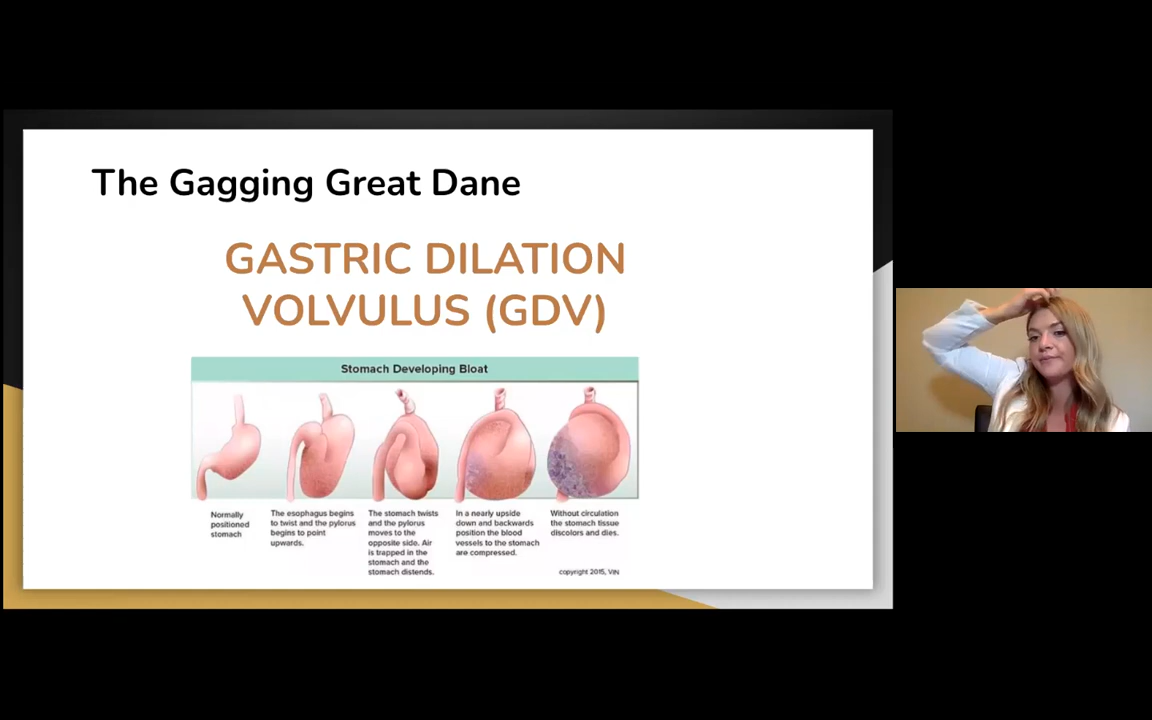 The Gagging Great Dane
GASTRIC DILATION
VOLVULUS (GDV)
Stomach Developing Bloat
Normally
positioned
stomach
The esophagus begins
to twist and the pylorus
begins to point
upwards.
The stomach twists
and the pylorus
moves to the
opposite side. Air
is trapped in the
stomach and the
stomach distends.
In a nearly upside
down and backwards
position the blood
vessels to the stomach
are compressed.
Without circulation
the stomach tissue
discolors and dies.
copyright 2015, VIN